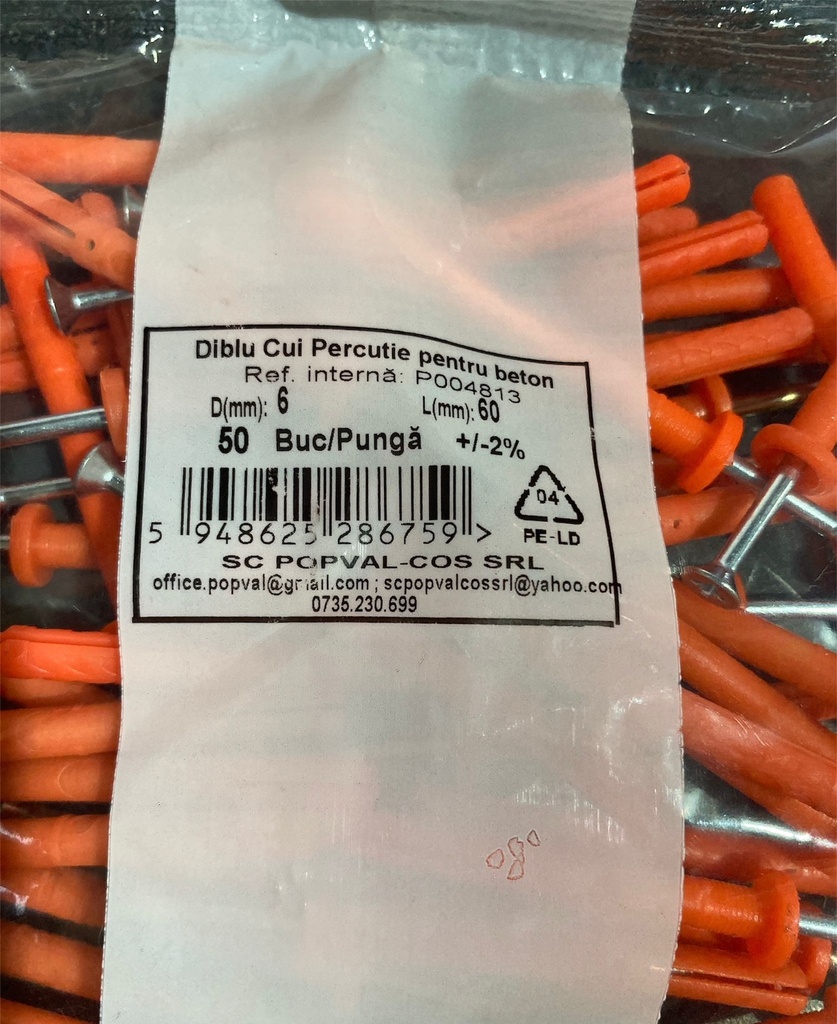 Diblu Cui Percutie pentru beton
Ref. internă: P004813
D(mm): 6 L(mm): 60
50 Buc/Pungă +/-2%
04
PE-LD
5 948625 286759 >
SC POPVAL-COS SRL
office.popval@gmail.com ; scpopvalcossrl@yahoo.com
0735.230.699